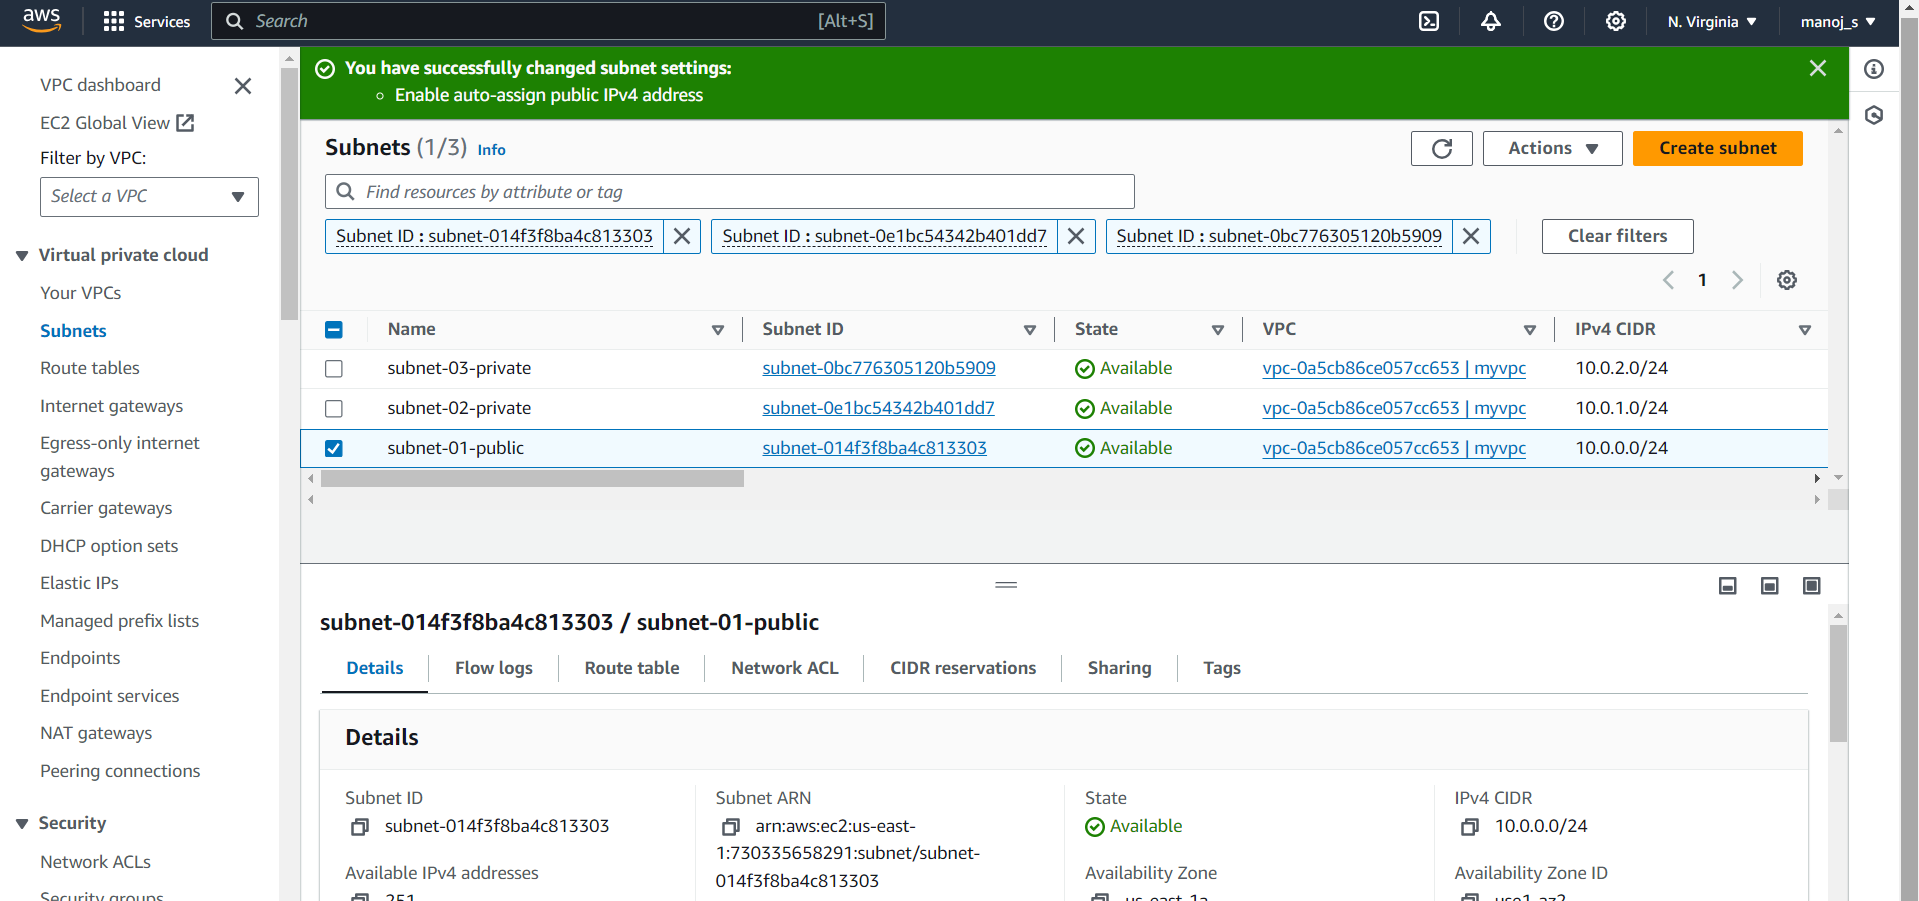 aws
Services
Search
[Alt+S]
N. Virginia
manoj_s
VPC dashboard
EC2 Global View
Filter by VPC:
Select a VPC
Virtual private cloud
Your VPCs
Subnets
Route tables
Internet gateways
Egress-only internet
gateways
Carrier gateways
DHCP option sets
Elastic IPs
Managed prefix lists
Endpoints
Endpoint services
NAT gateways
Peering connections
Security
Network ACLs
Security groups
You have successfully changed subnet settings:
Enable auto-assign public IPv4 address
Subnets (1/3) Info
Actions
Create subnet
Find resources by attribute or tag
Subnet ID : subnet-014f3f8ba4c813303
Subnet ID : subnet-0e1bc54342b401dd7
Subnet ID : subnet-0bc776305120b5909
Clear filters
1
Name Subnet ID State VPC IPv4 CIDR
subnet-03-private subnet-0bc776305120b5909 Available vpc-0a5cb86ce057cc653 | myvpc 10.0.2.0/24
subnet-02-private subnet-0e1bc54342b401dd7 Available vpc-0a5cb86ce057cc653 | myvpc 10.0.1.0/24
subnet-01-public subnet-014f3f8ba4c813303 Available vpc-0a5cb86ce057cc653 | myvpc 10.0.0.0/24
subnet-014f3f8ba4c813303 / subnet-01-public
Details Flow logs Route table Network ACL CIDR reservations Sharing Tags
Details
Subnet ID
subnet-014f3f8ba4c813303
Available IPv4 addresses
251
Subnet ARN
arn:aws:ec2:us-east-
1:730335658291:subnet/subnet-
014f3f8ba4c813303
State
Available
Availability Zone
us-east-1a
IPv4 CIDR
10.0.0.0/24
Availability Zone ID
use1-az2